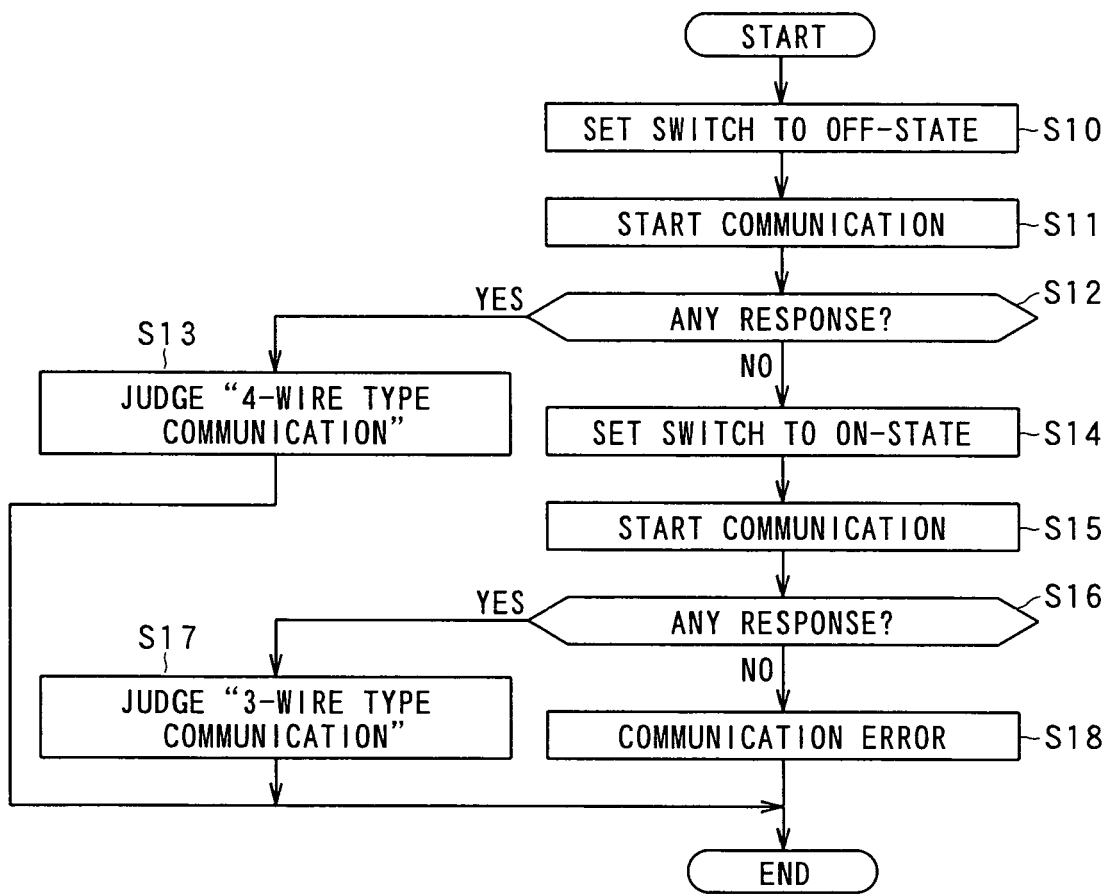 START
SET SWITCH TO OFF-STATE
S10
START COMMUNICATION
S11
S12
YES
ANY RESPONSE?
S13
NO
JUDGE “4-WIRE TYPE
COMMUNICATION”
SET SWITCH TO ON-STATE
S14
START COMMUNICATION
S15
S16
YES
ANY RESPONSE?
S17
NO
JUDGE “3-WIRE TYPE
COMMUNICATION”
COMMUNICATION ERROR
S18
END